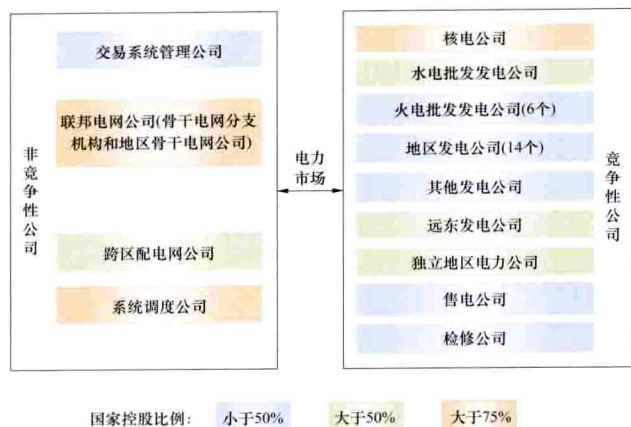 非竞争性公司
交易系统管理公司
联邦电网公司(骨干电网分支
机构和地区骨干电网公司)
跨区配电网公司
系统调度公司
电力
市场
核电公司
水电批发发电公司
火电批发发电公司(6个)
地区发电公司(14个)
其他发电公司
远东发电公司
独立地区电力公司
售电公司
检修公司
竞争性公司
国家控股比例: 小于50% 大于50% 大于75%